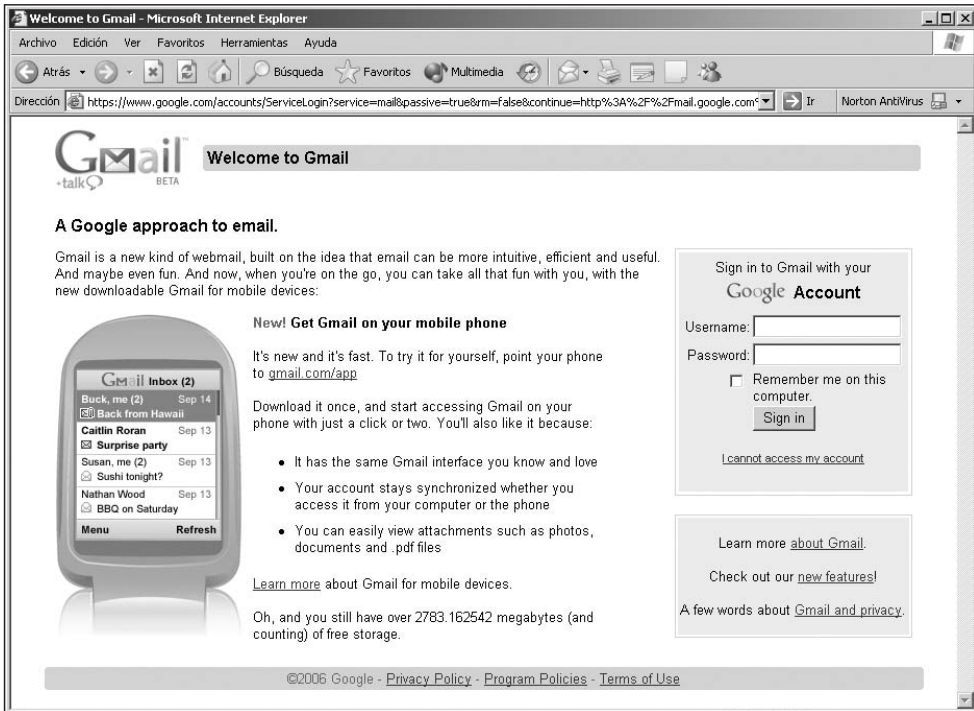 Welcome to Gmail - Microsoft Internet Explorer
Archivo Edición Ver Favoritos Herramientas Ayuda
Atrás Búsqueda Favoritos Multimedia
Dirección https://www.google.com/accounts/ServiceLogin?service=mail&passive=true&rm=false&continue=http%3A%2F%2Fmail.google.com% Ir Norton AntiVirus
Gmail™
•talk BETA
Welcome to Gmail
A Google approach to email.
Gmail is a new kind of webmail, built on the idea that email can be more intuitive, efficient and useful.
And maybe even fun. And now, when you're on the go, you can take all that fun with you, with the
new downloadable Gmail for mobile devices:
Gmail Inbox (2)
Buck, me (2) Sep 14
Back from Hawaii
Caitlin Roran Sep 13
Surprise party
Susan, me (2) Sep 13
Sushi tonight?
Nathan Wood Sep 13
BBQ on Saturday
Menu Refresh
New! Get Gmail on your mobile phone
It's new and it's fast. To try it for yourself, point your phone
to gmail.com/app
Download it once, and start accessing Gmail on your
phone with just a click or two. You'll also like it because:
• It has the same Gmail interface you know and love
• Your account stays synchronized whether you
access it from your computer or the phone
• You can easily view attachments such as photos,
documents and .pdf files
Learn more about Gmail for mobile devices.
Oh, and you still have over 2783.162542 megabytes (and
counting) of free storage.
Sign in to Gmail with your
Google Account
Username:
Password:
Remember me on this
computer.
Sign in
I cannot access my account
Learn more about Gmail.
Check out our new features!
A few words about Gmail and privacy.
©2006 Google - Privacy Policy - Program Policies - Terms of Use